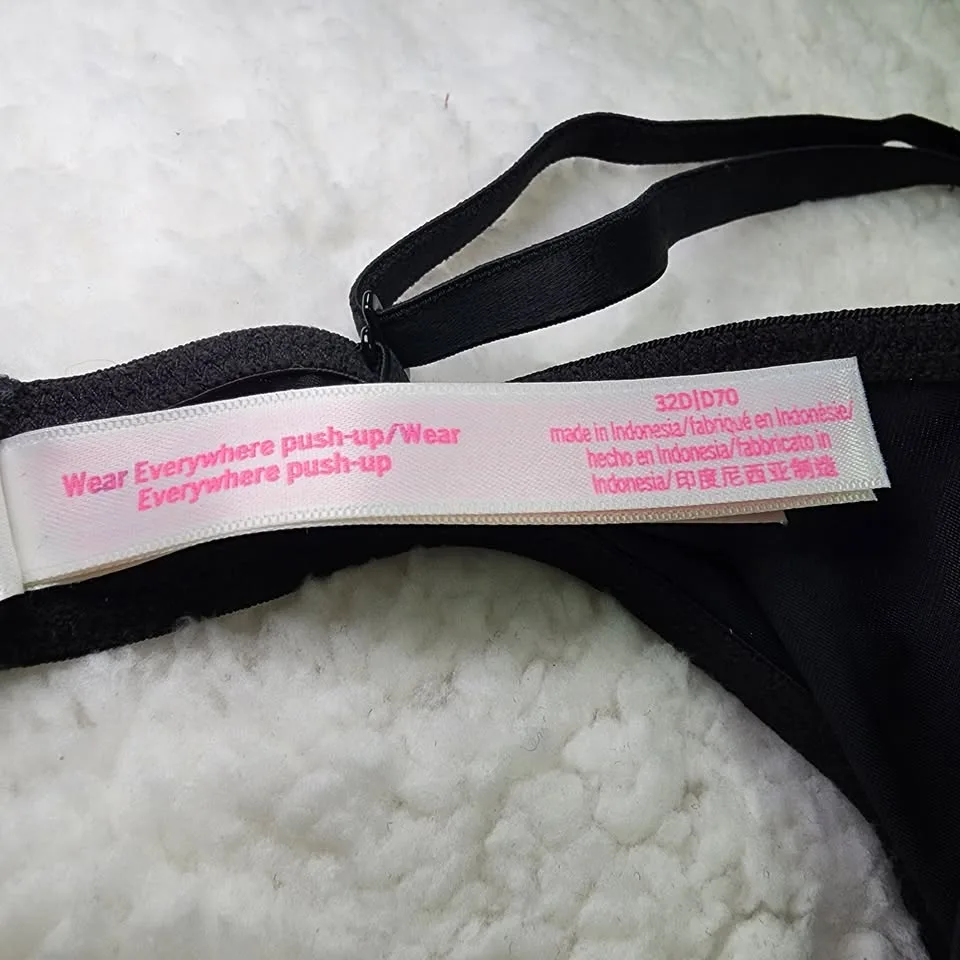 Wear Everywhere push-up/Wear
Everywhere push-up
32D|D70
made in Indonesia/fabriqué en Indonésie/
hecho en Indonesia/fabbricato in
Indonesia/印度尼西亚制造